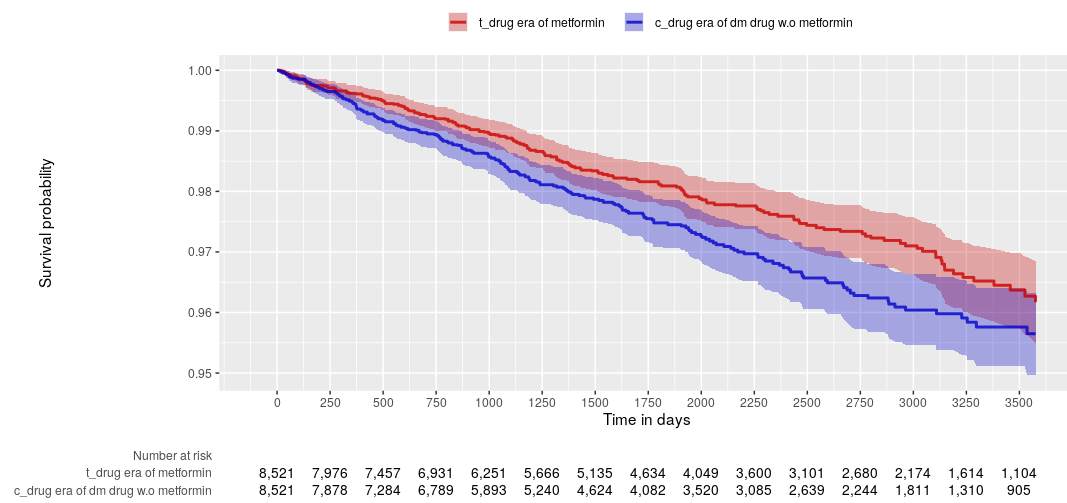 t_drug era of metformin c_drug era of dm drug w.o metformin
Survival probability
1.00
0.99
0.98
0.97
0.96
0.95
0 250 500 750 1000 1250 1500 1750 2000 2250 2500 2750 3000 3250 3500
Time in days
Number at risk
t_drug era of metformin 8,521 7,976 7,457 6,931 6,251 5,666 5,135 4,634 4,049 3,600 3,101 2,680 2,174 1,614 1,104
c_drug era of dm drug w.o metformin 8,521 7,878 7,284 6,789 5,893 5,240 4,624 4,082 3,520 3,085 2,639 2,244 1,811 1,310 905